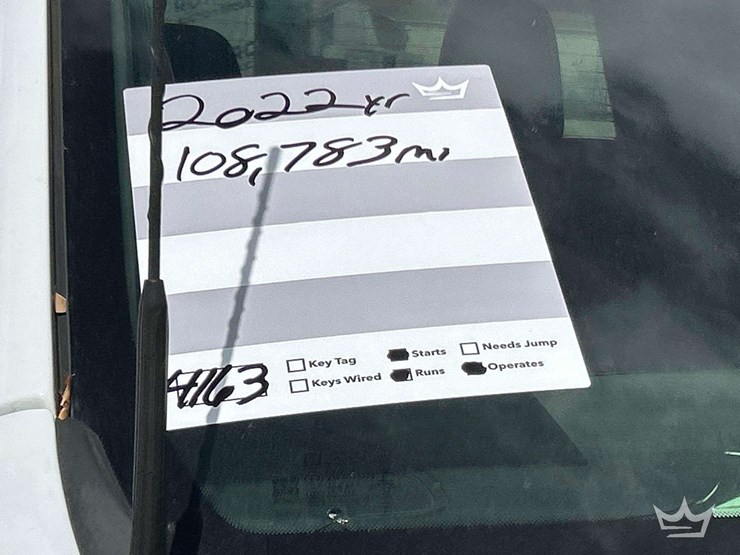 2022 yr
108,783 mi
4163
Key Tag Starts Needs Jump
Keys Wired Runs Operates